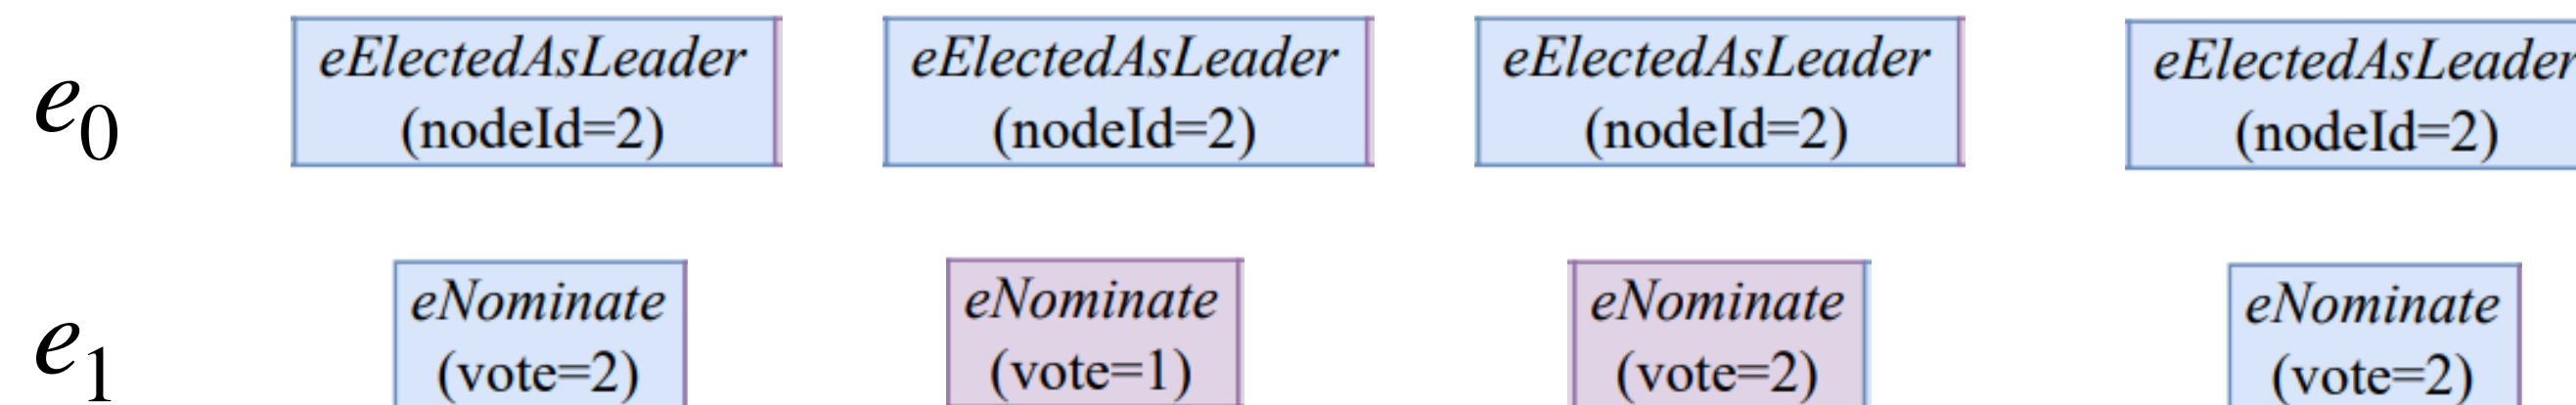 e0 eElectedAsLeader eElectedAsLeader eElectedAsLeader eElectedAsLeader
(nodeId=2) (nodeId=2) (nodeId=2) (nodeId=2)
e1 eNominate eNominate eNominate eNominate
(vote=2) (vote=1) (vote=2) (vote=2)